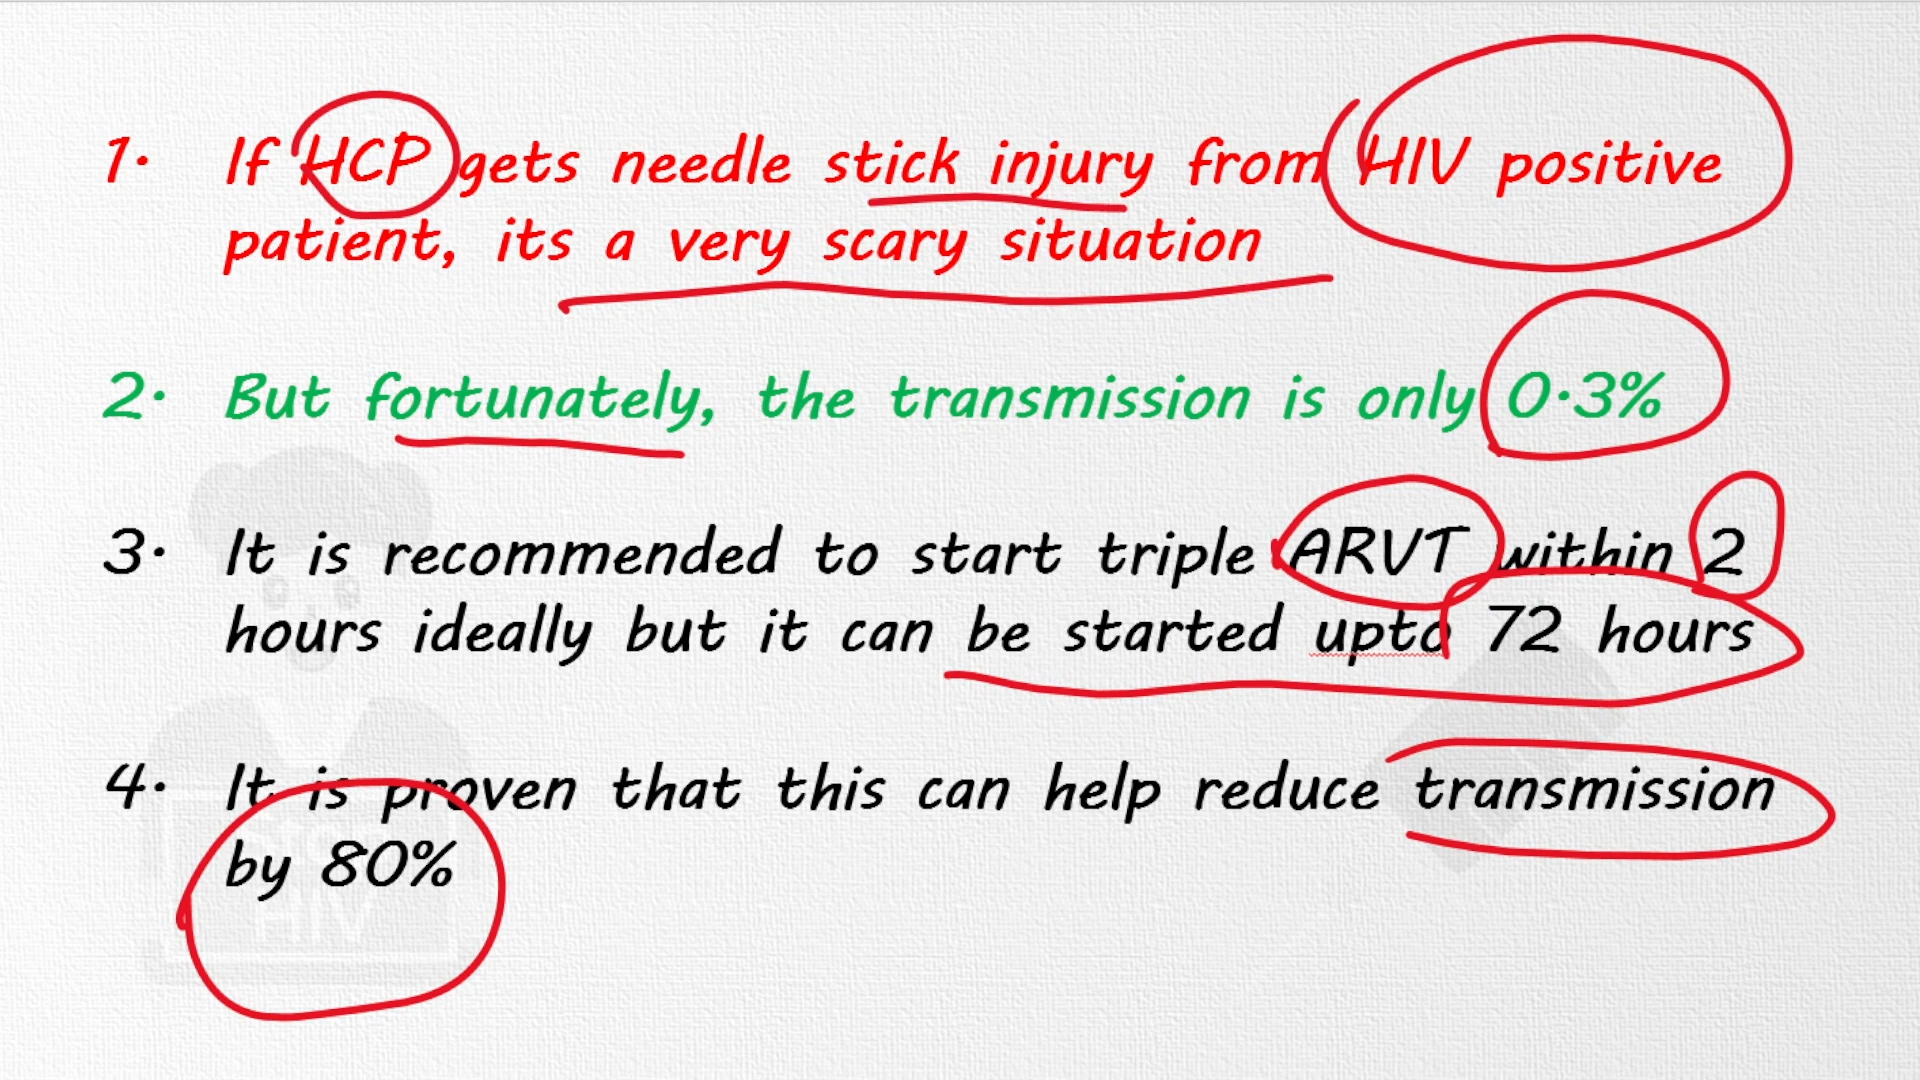 1. If HCP gets needle stick injury from HIV positive
patient, its a very scary situation
2. But fortunately, the transmission is only 0.3%
3. It is recommended to start triple ARVT within 2
hours ideally but it can be started upto 72 hours
4. It is proven that this can help reduce transmission
by 80%
STOP
HIV